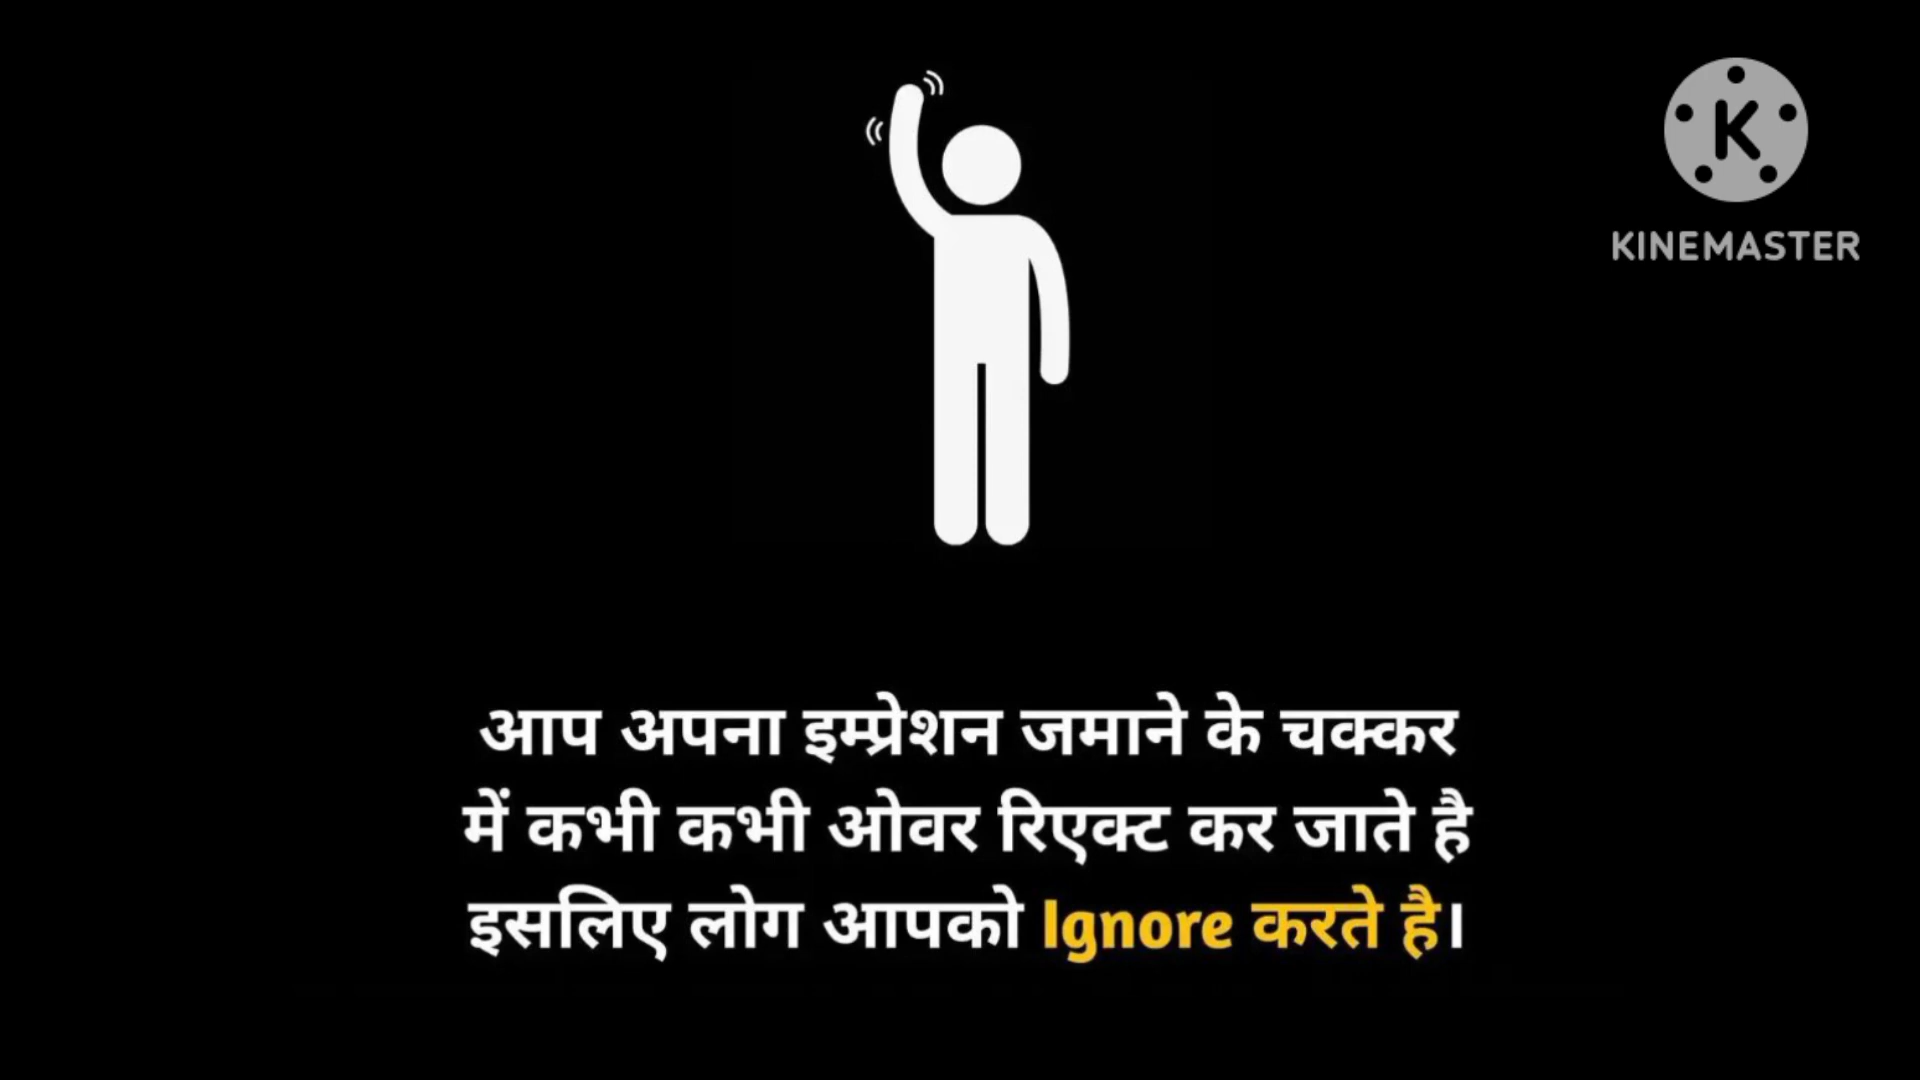 KINEMASTER
आप अपना इम्प्रेशन जमाने के चक्कर
में कभी कभी ओवर रिएक्ट कर जाते है
इसलिए लोग आपको Ignore करते है।